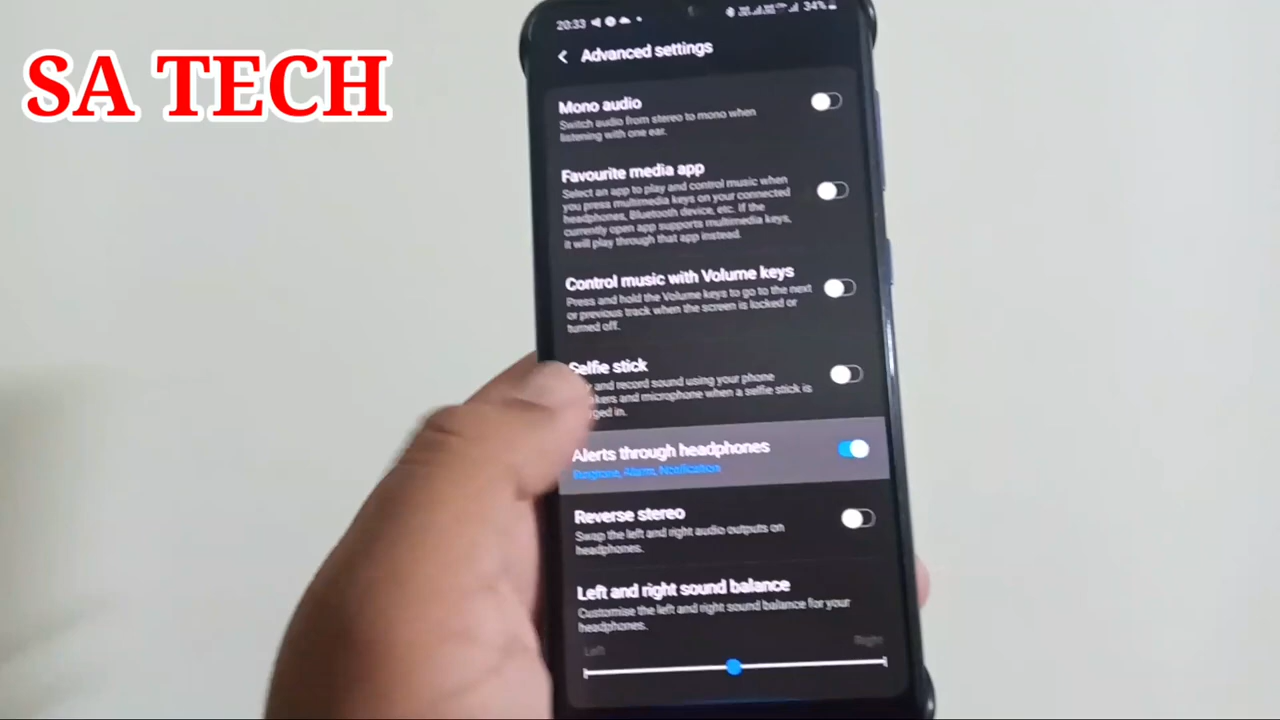 SA TECH
20:33
34%
Advanced settings
Mono audio
Switch audio from stereo to mono when
listening with one ear.
Favourite media app
Select an app to play and control music when
you press multimedia keys on your connected
headphones, Bluetooth device, etc. If the
currently open app supports multimedia keys,
it will play through that app instead.
Control music with Volume keys
Press and hold the Volume keys to go to the next
or previous track when the screen is locked or
turned off.
Selfie stick
and record sound using your phone
and microphone when a selfie stick is
in.
Alerts through headphones
Ringtone, Alarm, Notification
Reverse stereo
Swap the left and right audio outputs on
headphones.
Left and right sound balance
Customise the left and right sound balance for your
headphones.
Left
Right